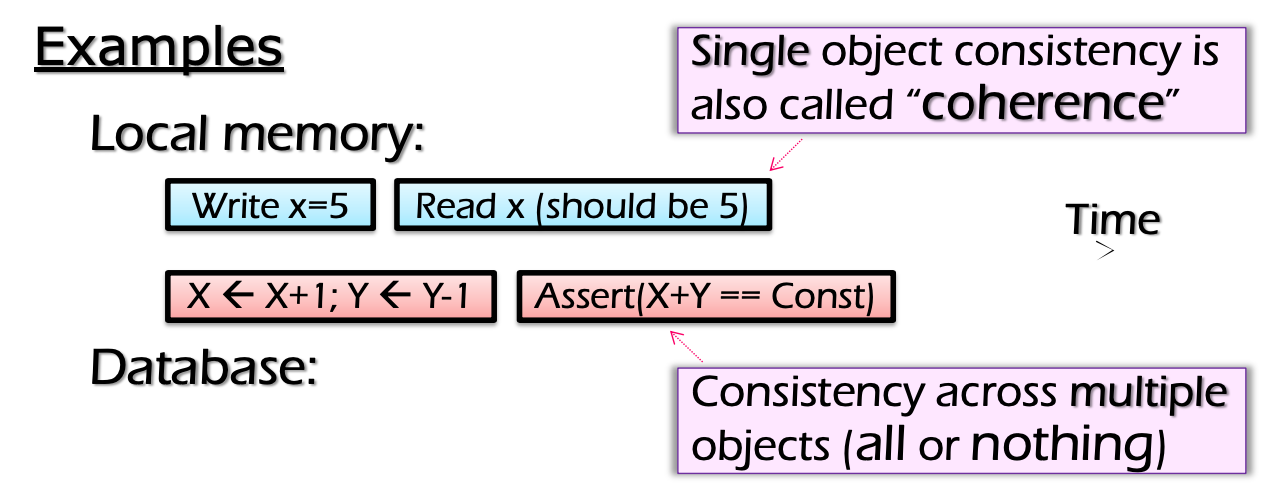 Examples
Single object consistency is
also called “coherence”
Local memory:
Write x=5
Read x (should be 5)
Time
X ← X+1; Y ← Y-1
Assert(X+Y == Const)
Database:
Consistency across multiple
objects (all or nothing)